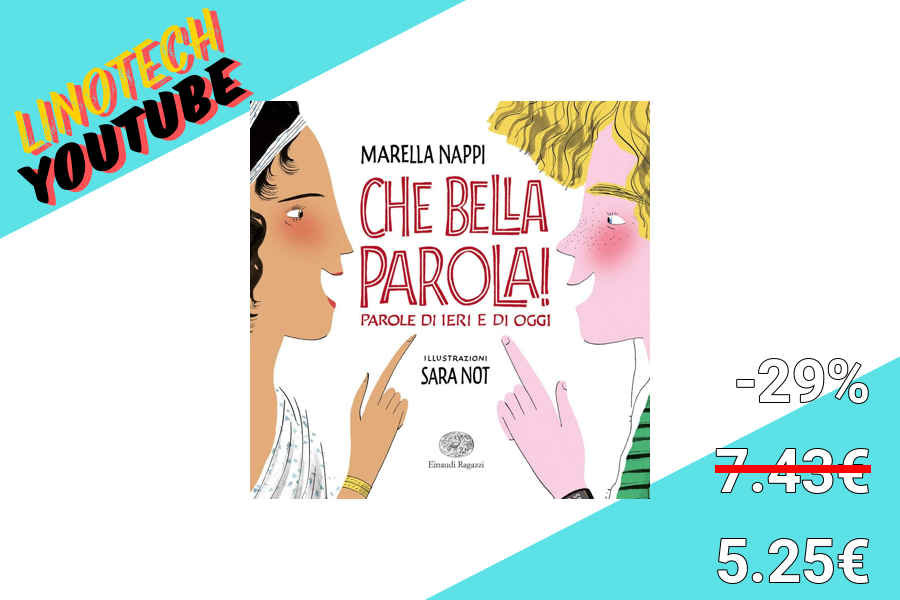 LINOTECH
YOUTUBE
MARELLA NAPPI
CHE BELLA
PAROLA!
PAROLE DI IERI E DI OGGI
ILLUSTRAZIONI
SARA NOT
Einaudi Ragazzi
-29%
7.43€
5.25€